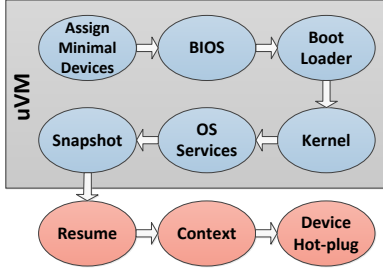 Assign
Minimal
Devices
BIOS
Boot
Loader
uVM
Snapshot
OS
Services
Kernel
Resume
Context
Device
Hot-plug